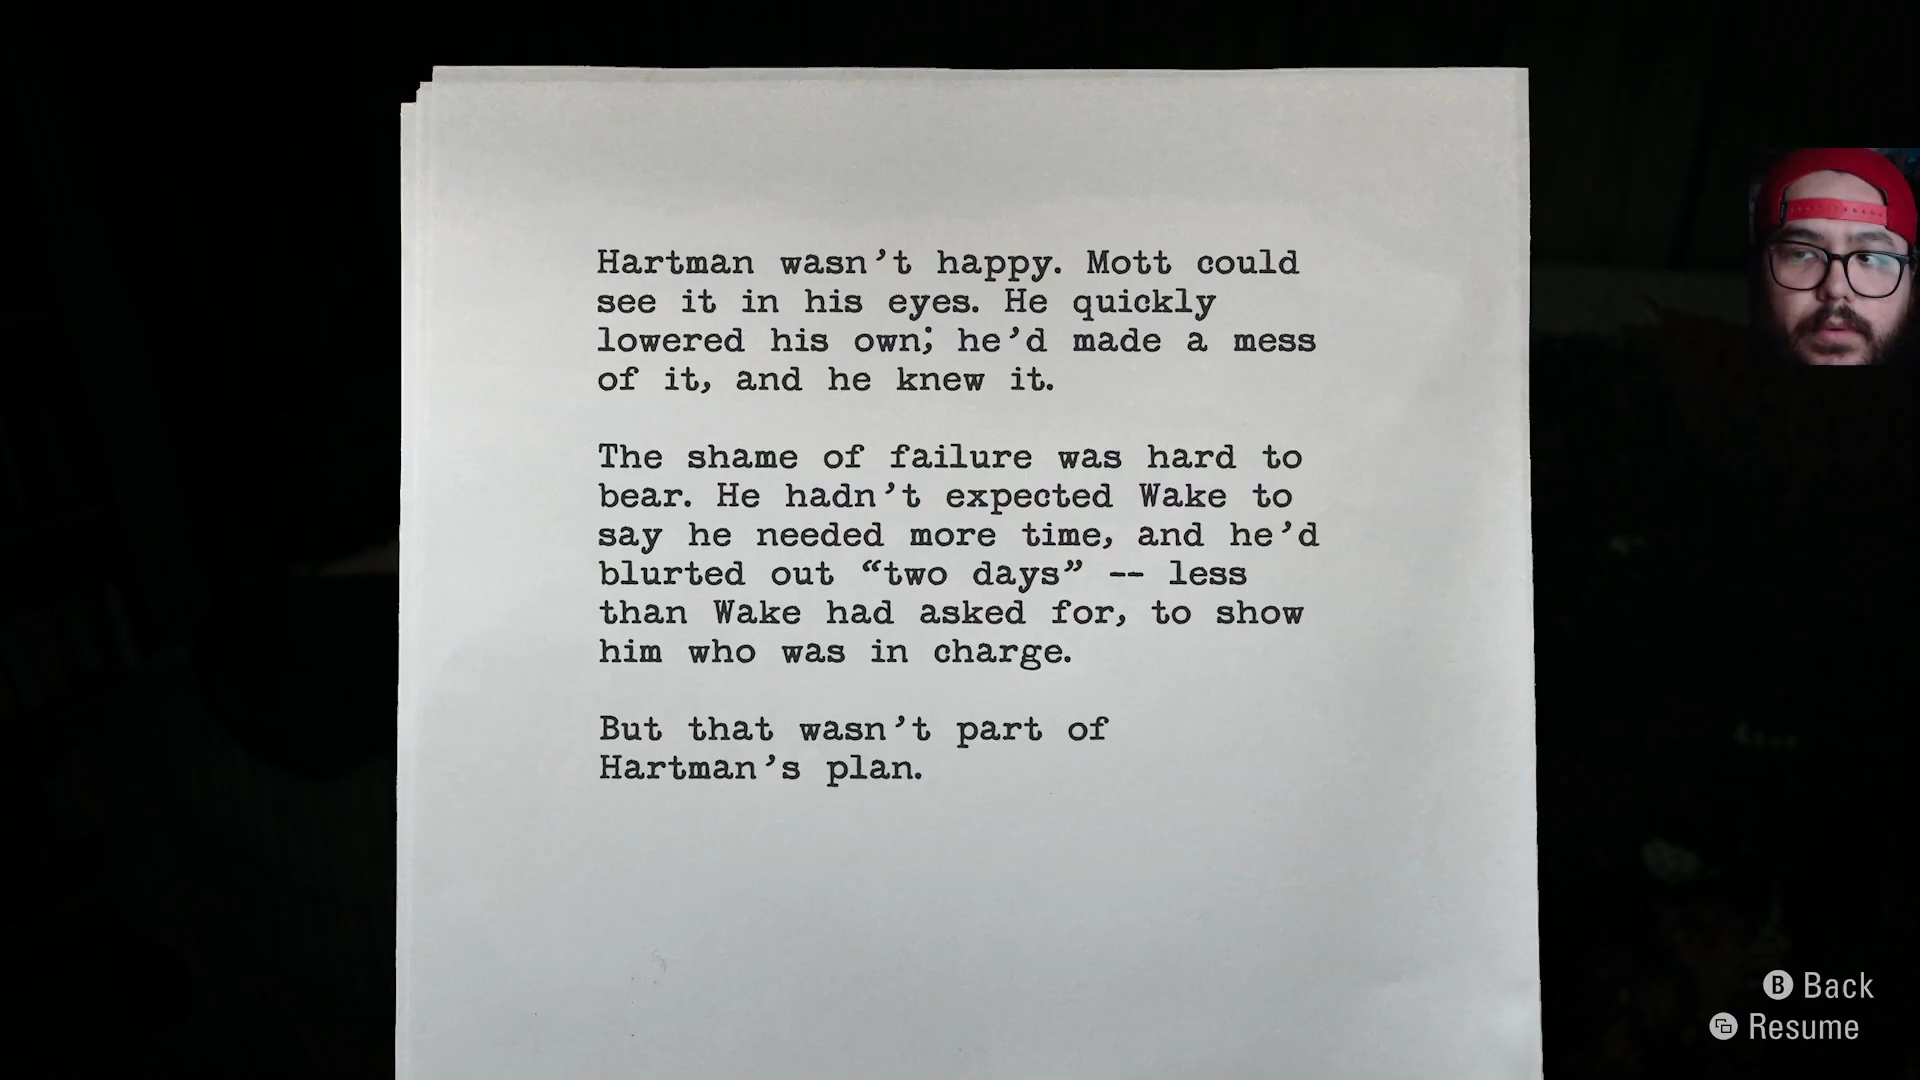 Hartman wasn’t happy. Mott could
see it in his eyes. He quickly
lowered his own; he’d made a mess
of it, and he knew it.
The shame of failure was hard to
bear. He hadn’t expected Wake to
say he needed more time, and he’d
blurted out “two days” -- less
than Wake had asked for, to show
him who was in charge.
But that wasn’t part of
Hartman’s plan.
B Back
Resume